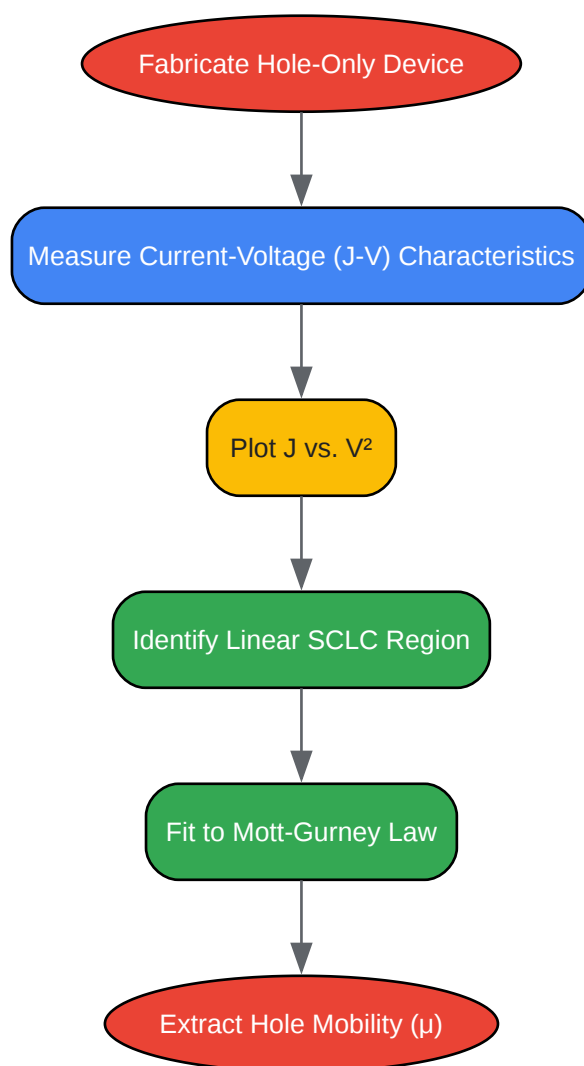 Fabricate Hole-Only Device
Measure Current-Voltage (J-V) Characteristics
Plot J vs. V²
Identify Linear SCLC Region
Fit to Mott-Gurney Law
Extract Hole Mobility (μ)